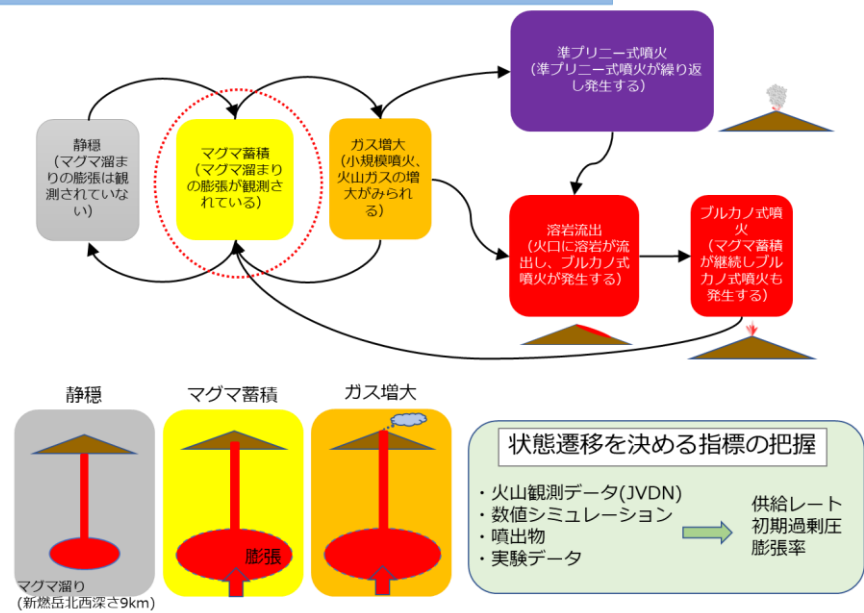 準プリニー式噴火
（準プリニー式噴火が繰り返
し発生する）
静穏
（マグマ溜ま
りの膨張は観
測されていな
い）
マグマ蓄積
（マグマ溜まり
の膨張が観測さ
れている）
ガス増大
（小規模噴火、
火山ガスの増
大がみられ
る）
溶岩流出
（火口に溶岩が流
出し、ブルカノ式
噴火が発生する）
ブルカノ式噴
火
（マグマ蓄積
が継続しブル
カノ式噴火も
発生する）
静穏
マグマ蓄積
ガス増大
膨張
マグマ溜り
(新燃岳北西深さ9km)
状態遷移を決める指標の把握
・火山観測データ(JVDN)
・数値シミュレーション
・噴出物
・実験データ
供給レート
初期過剰圧
膨張率